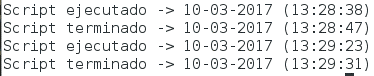 Script ejecutado -> 10-03-2017 (13:28:38)
Script terminado -> 10-03-2017 (13:28:47)
Script ejecutado -> 10-03-2017 (13:29:23)
Script terminado -> 10-03-2017 (13:29:31)